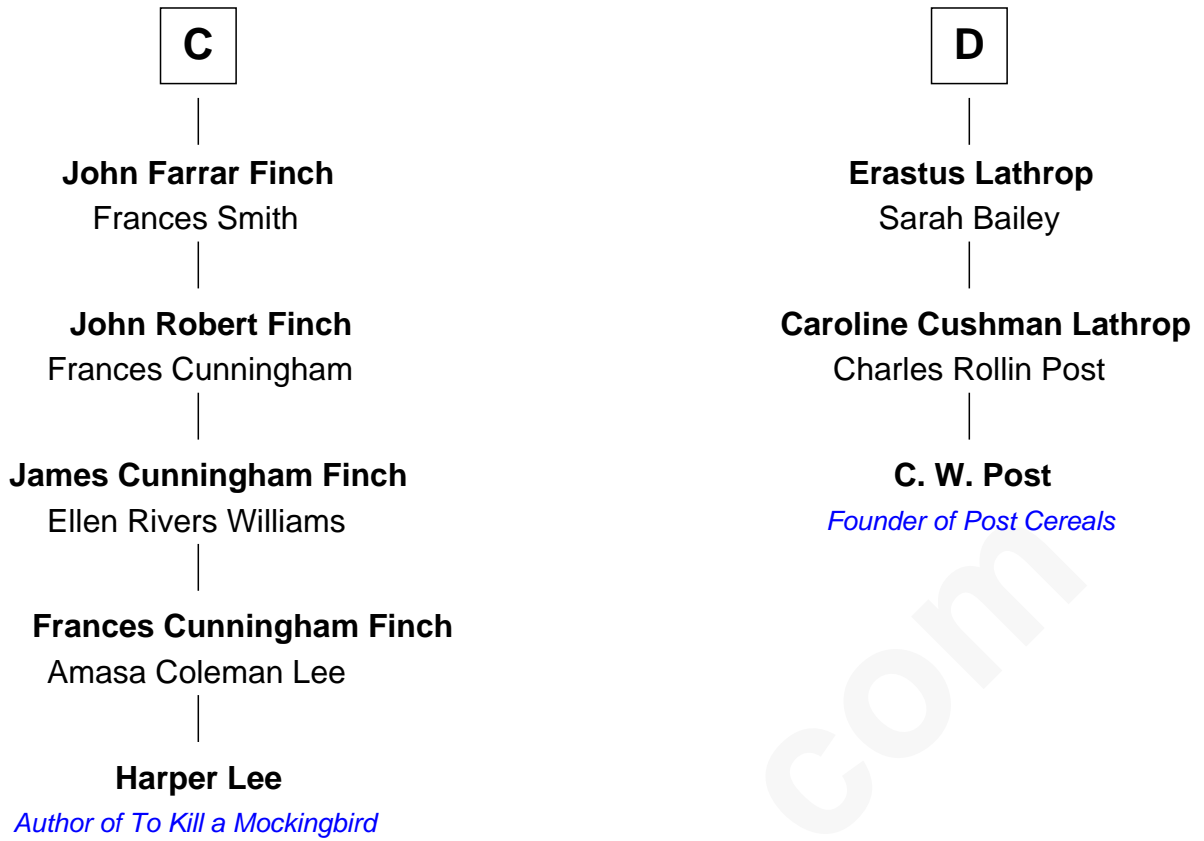 C
John Farrar Finch
Frances Smith
John Robert Finch
Frances Cunningham
James Cunningham Finch
Ellen Rivers Williams
Frances Cunningham Finch
Amasa Coleman Lee
Harper Lee
Author of To Kill a Mockingbird
D
Erastus Lathrop
Sarah Bailey
Caroline Cushman Lathrop
Charles Rollin Post
C. W. Post
Founder of Post Cereals
com